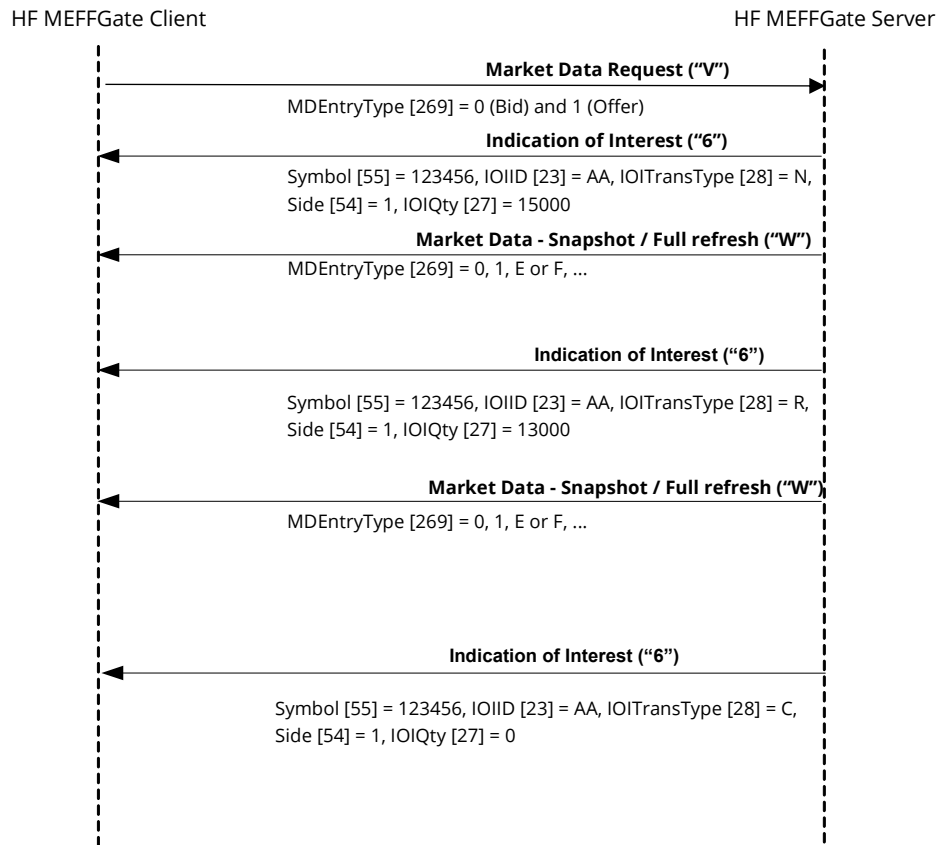 HF MEFFGate Client
HF MEFFGate Server
Market Data Request (“V”)
MDEntryType [269] = 0 (Bid) and 1 (Offer)
Indication of Interest (“6”)
Symbol [55] = 123456, IOIID [23] = AA, IOITransType [28] = N,
Side [54] = 1, IOIQty [27] = 15000
Market Data - Snapshot / Full refresh (“W”)
MDEntryType [269] = 0, 1, E or F, ...
Indication of Interest (“6”)
Symbol [55] = 123456, IOIID [23] = AA, IOITransType [28] = R,
Side [54] = 1, IOIQty [27] = 13000
Market Data - Snapshot / Full refresh (“W”)
MDEntryType [269] = 0, 1, E or F, ...
Indication of Interest (“6”)
Symbol [55] = 123456, IOIID [23] = AA, IOITransType [28] = C,
Side [54] = 1, IOIQty [27] = 0